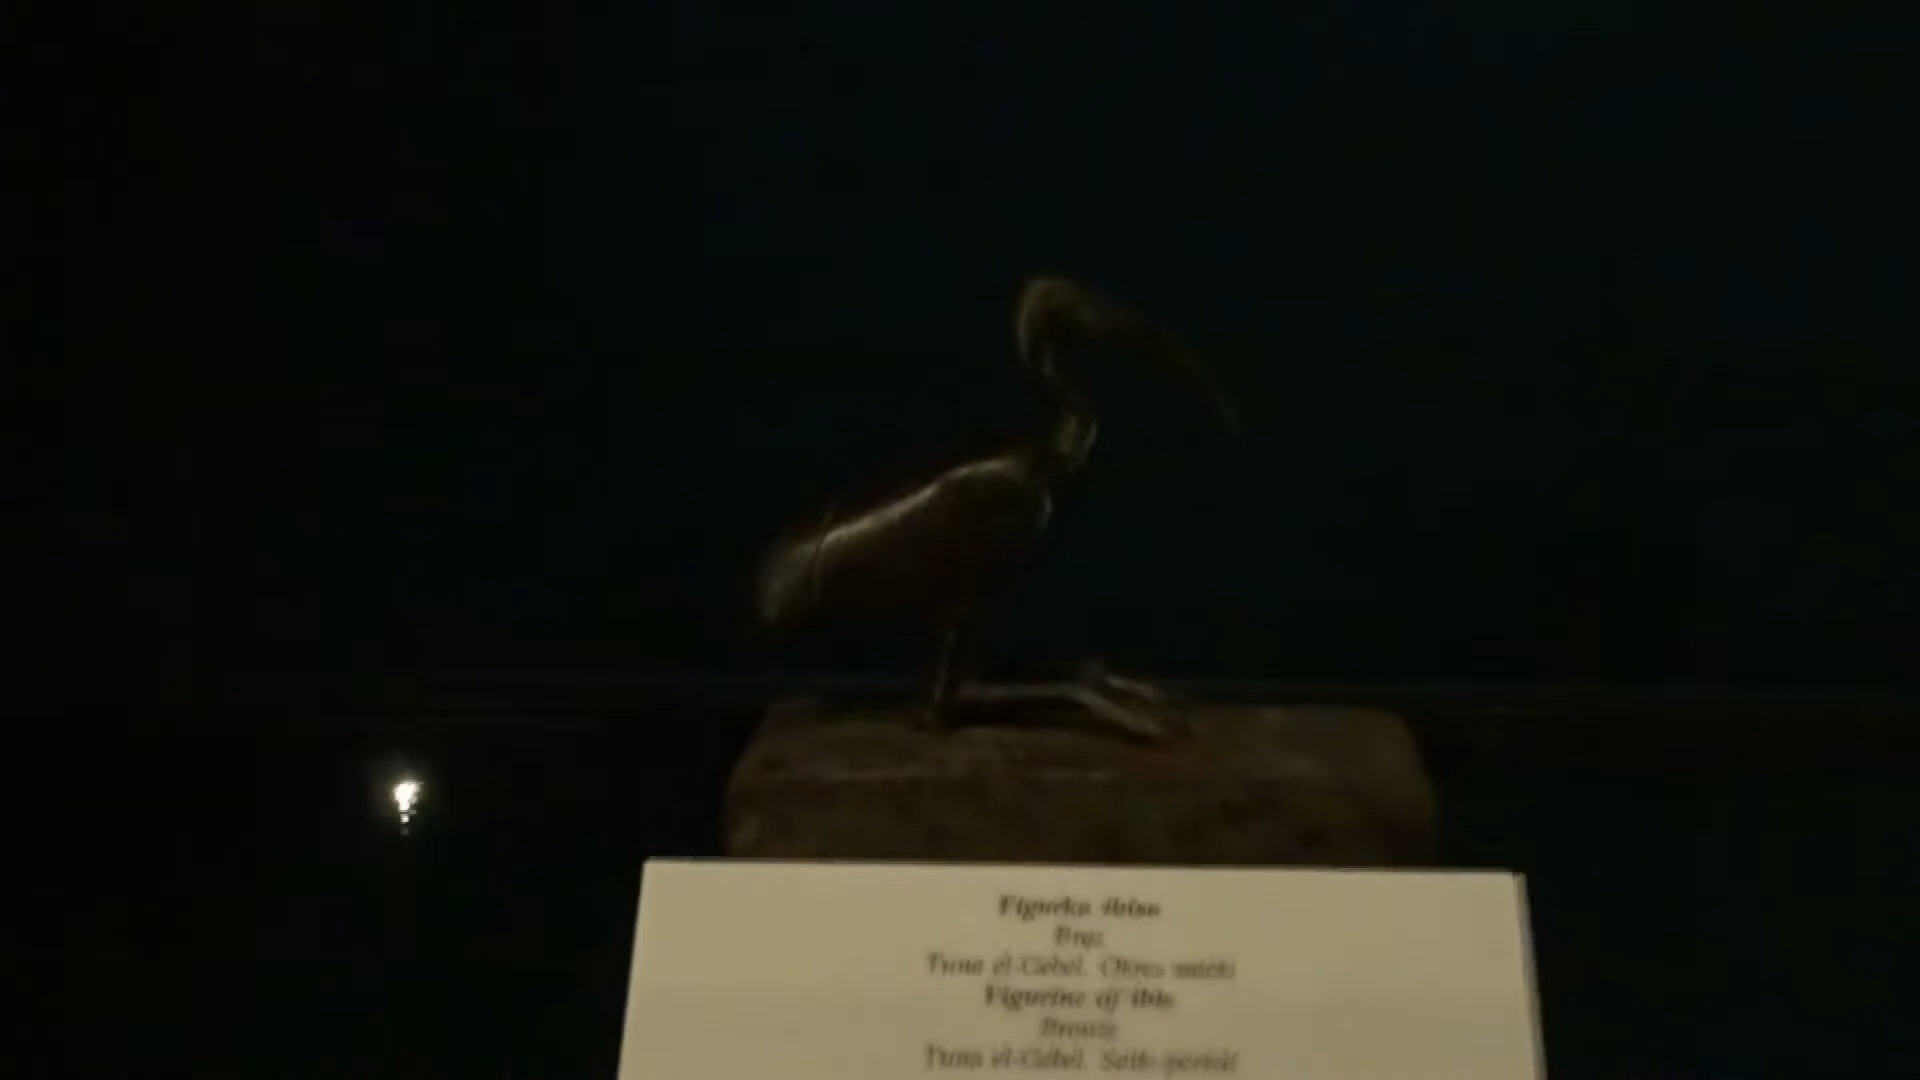 Figurka ibisa
Brąz
Tuna el-Gebel. Okres saicki
Figurine of ibis
Bronze
Tuna el-Gebel. Saite period